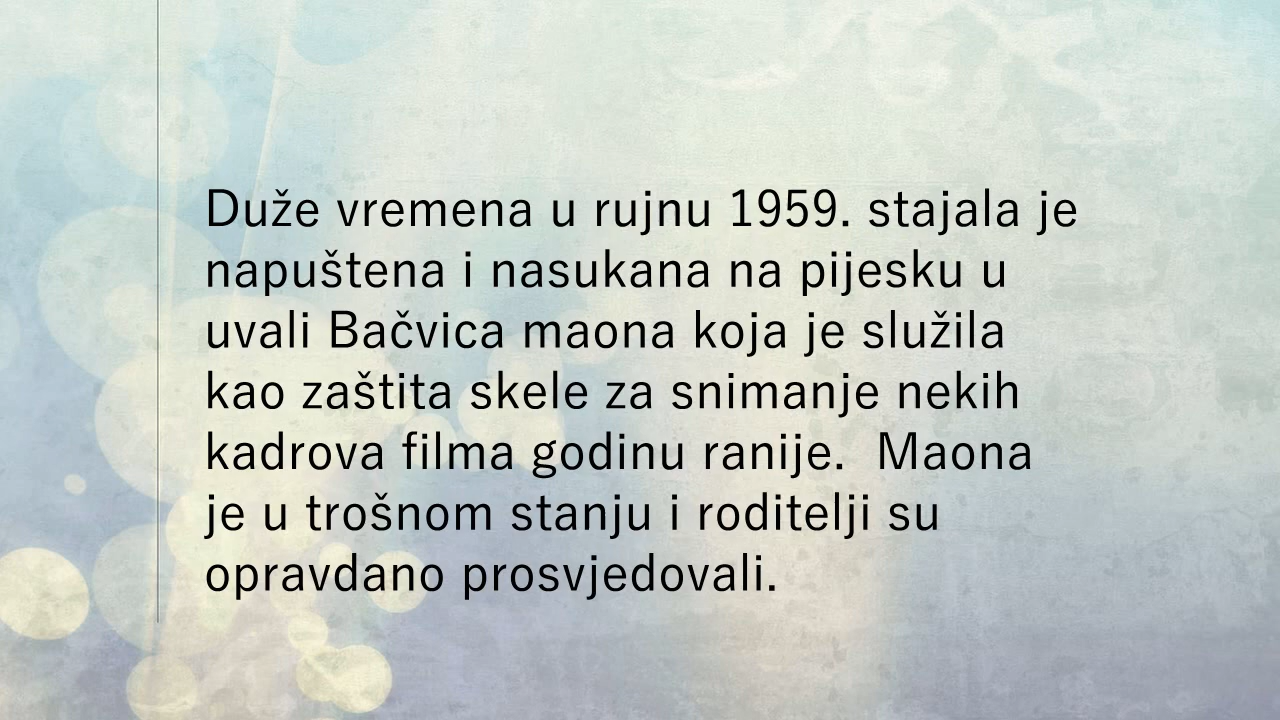 Duže vremena u rujnu 1959. stajala je
napuštena i nasukana na pijesku u
uvali Bačvica maona koja je služila
kao zaštita skele za snimanje nekih
kadrova filma godinu ranije.  Maona
je u trošnom stanju i roditelji su
opravdano prosvjedovali.